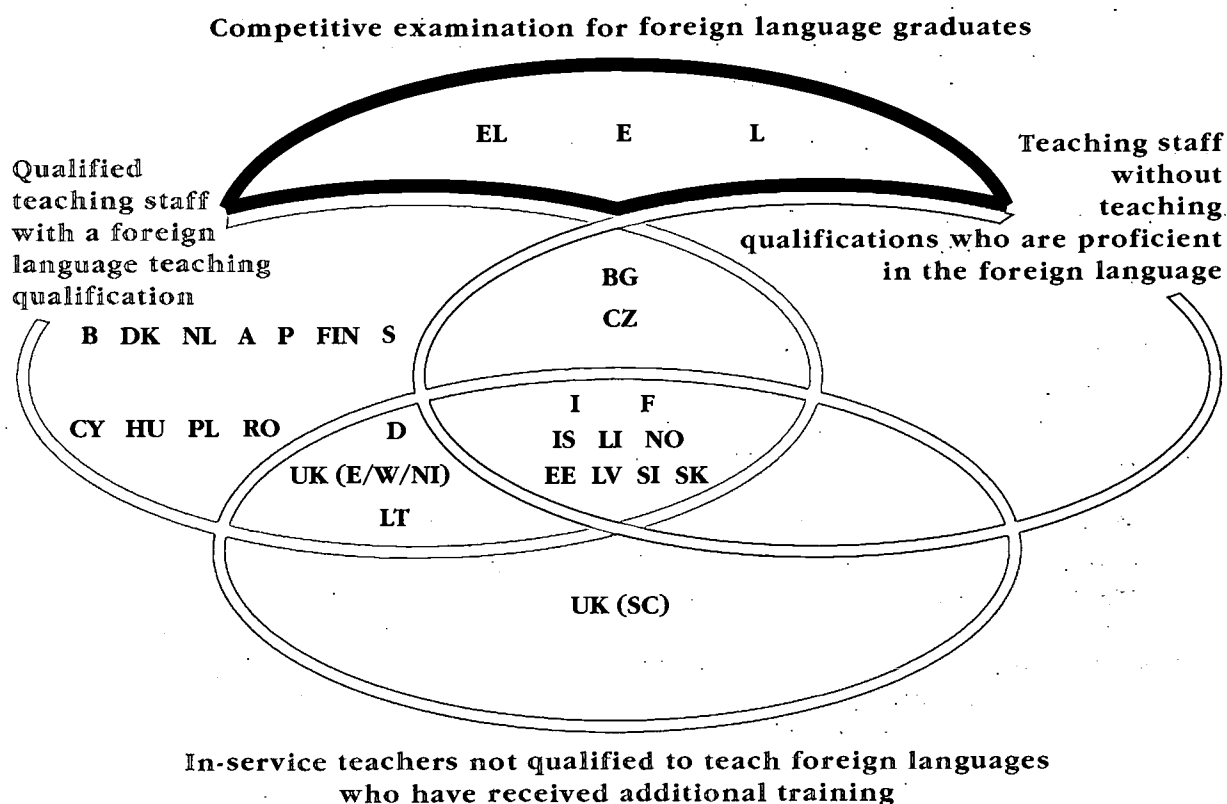 Competitive examination for foreign language graduates
EL E L
Qualified
teaching staff
with a foreign
language teaching
qualification
Teaching staff
without
teaching
qualifications who are proficient
in the foreign language
BG
CZ
B DK NL A P FIN S
CY HU PL RO
D
UK (E/W/NI)
LT
I F
IS LI NO
EE LV SI SK
UK (SC)
In-service teachers not qualified to teach foreign languages
who have received additional training